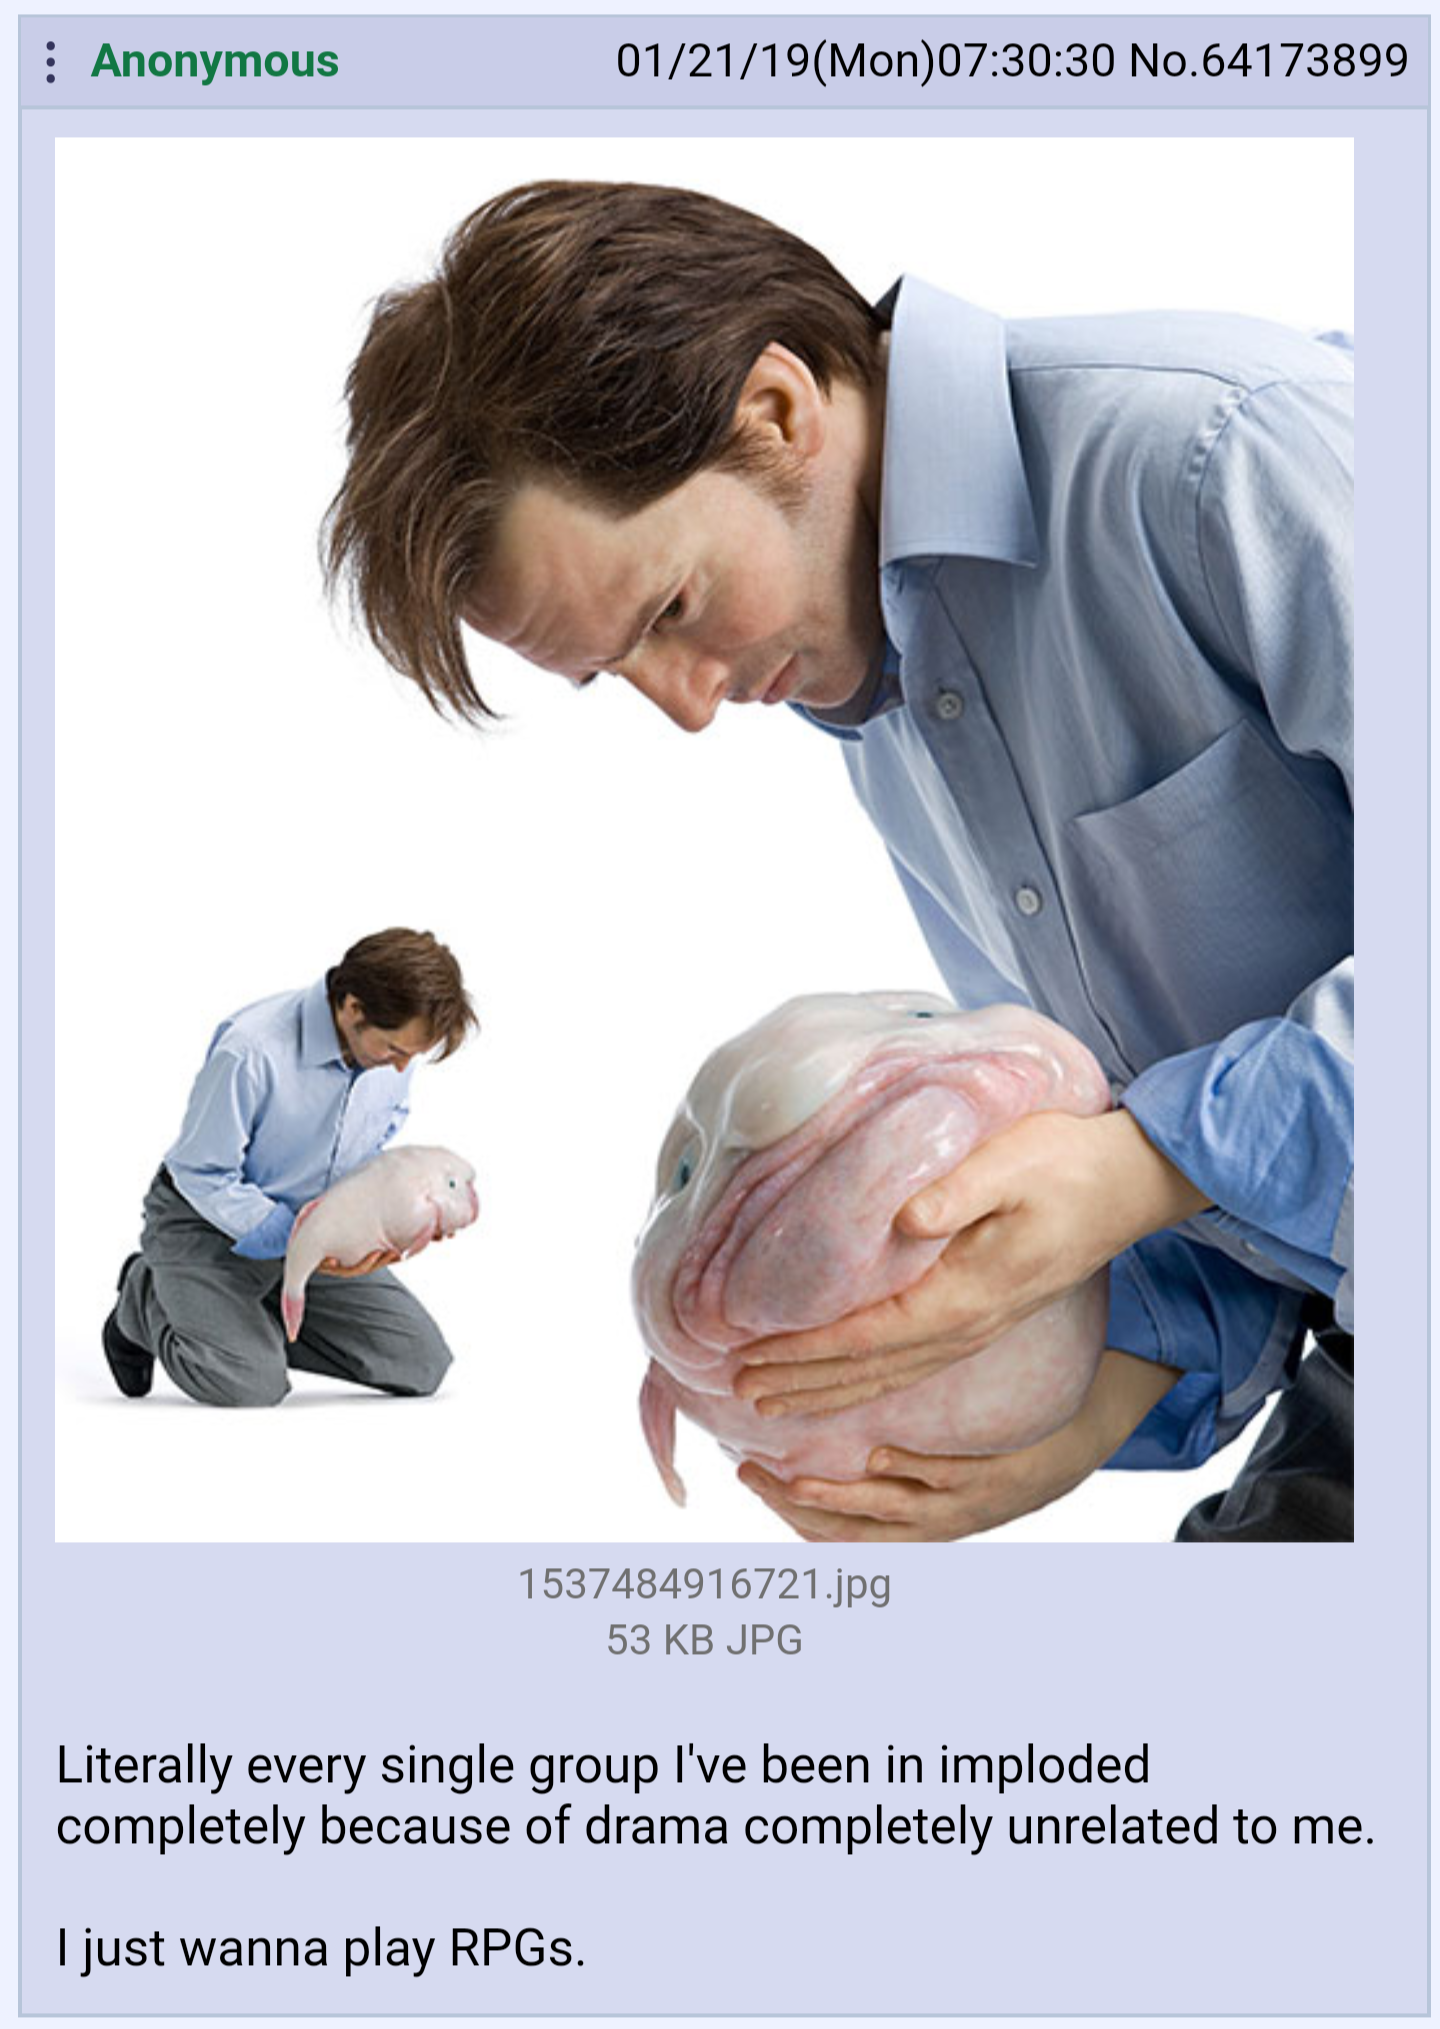 Anonymous 01/21/19(Mon)07:30:30 No.64173899
1537484916721.jpg
53 KB JPG
Literally every single group I've been in imploded
completely because of drama completely unrelated to me.
I just wanna play RPGs.